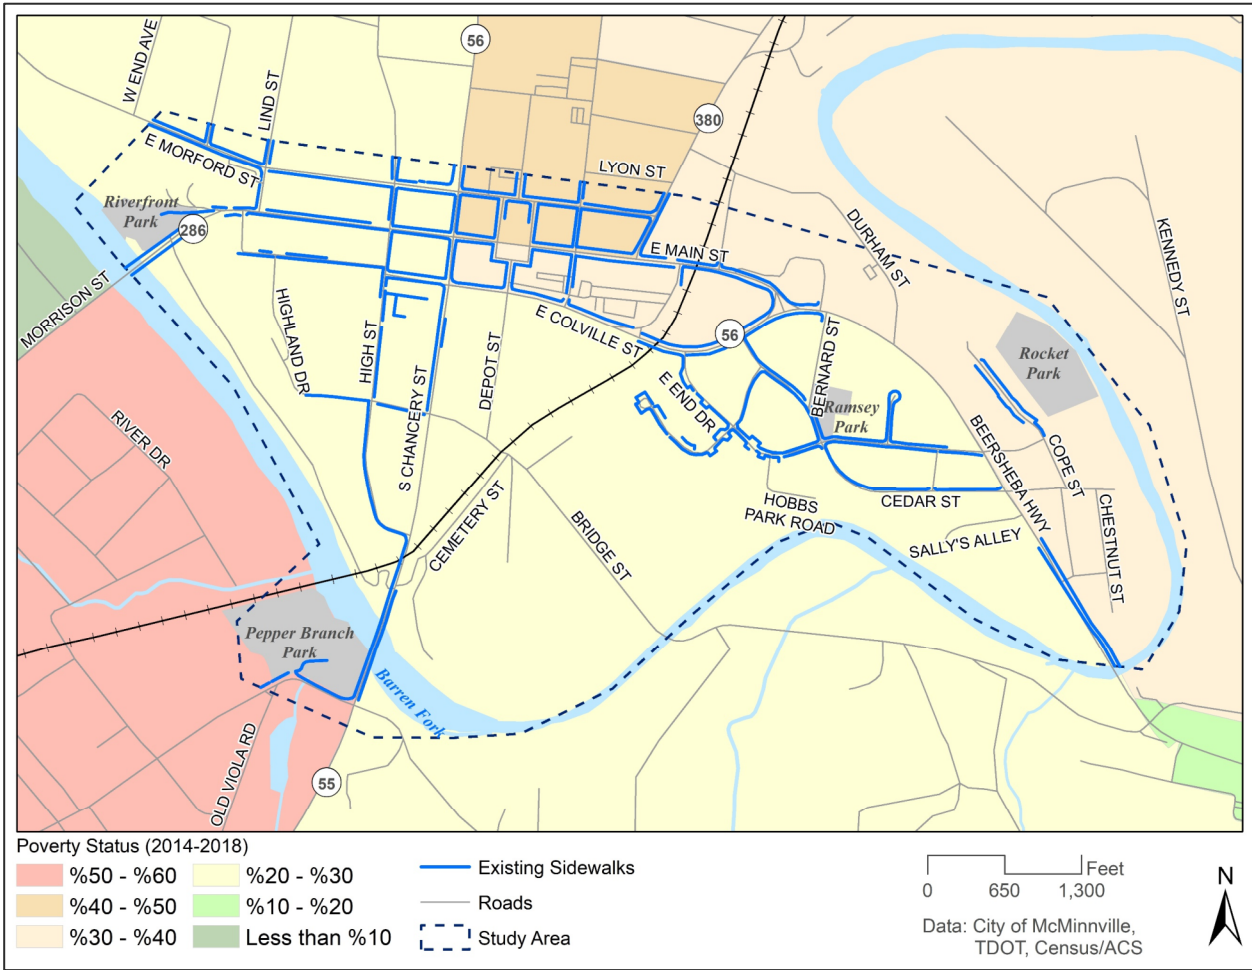 56
W END AVE
LIND ST
380
E MORFORD ST
LYON ST
Riverfront
Park
286
E MAIN ST
DURHAM ST
KENNEDY ST
MORRISON ST
HIGHLAND DR
HIGH ST
S CHANCERY ST
DEPOT ST
E COLVILLE ST
56
BERNARD ST
Rocket
Park
E END DR
Ramsey
Park
BEERSHEBA HWY
COPE ST
RIVER DR
CEMETERY ST
BRIDGE ST
HOBBS
PARK ROAD
CEDAR ST
SALLY'S ALLEY
CHESTNUT ST
Pepper Branch
Park
Barren Fork
OLD VIOLA RD
55
Poverty Status (2014-2018)
%50 - %60
%40 - %50
%30 - %40
%20 - %30
%10 - %20
Less than %10
Existing Sidewalks
Roads
Study Area
Feet
0 650 1,300
Data: City of McMinnville,
TDOT, Census/ACS
N